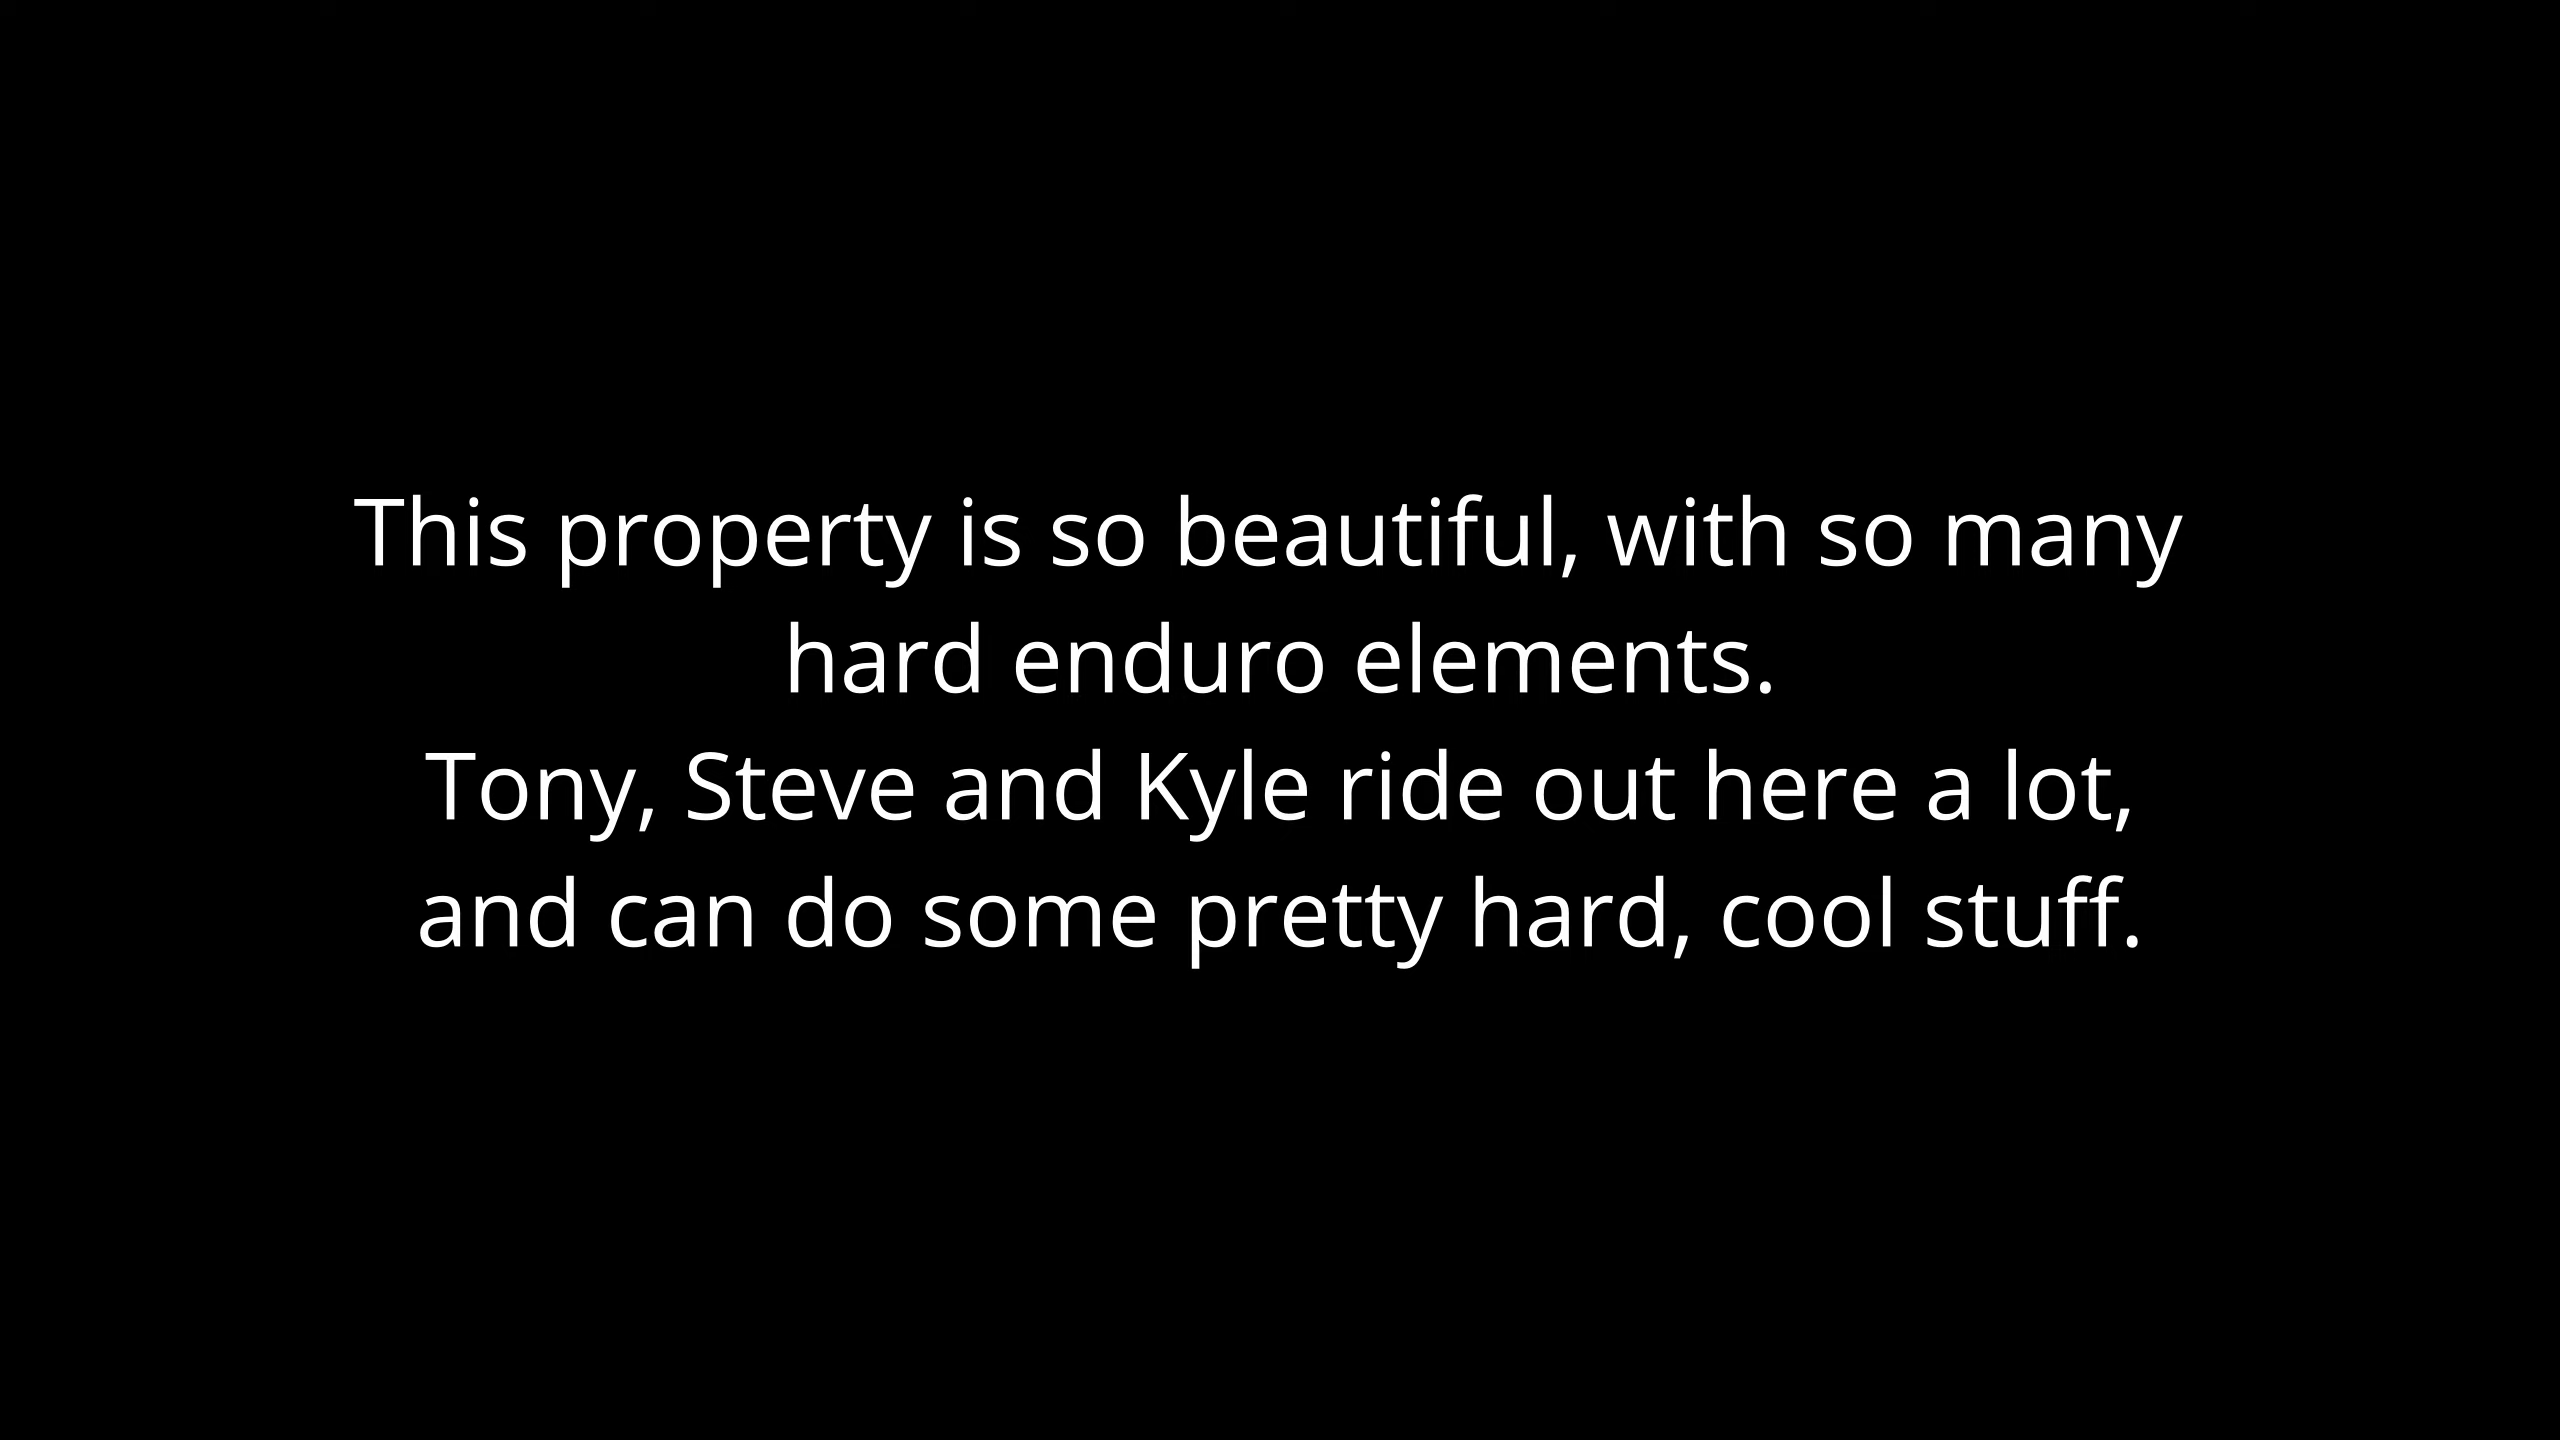 This property is so beautiful, with so many
hard enduro elements.
Tony, Steve and Kyle ride out here a lot,
and can do some pretty hard, cool stuff.